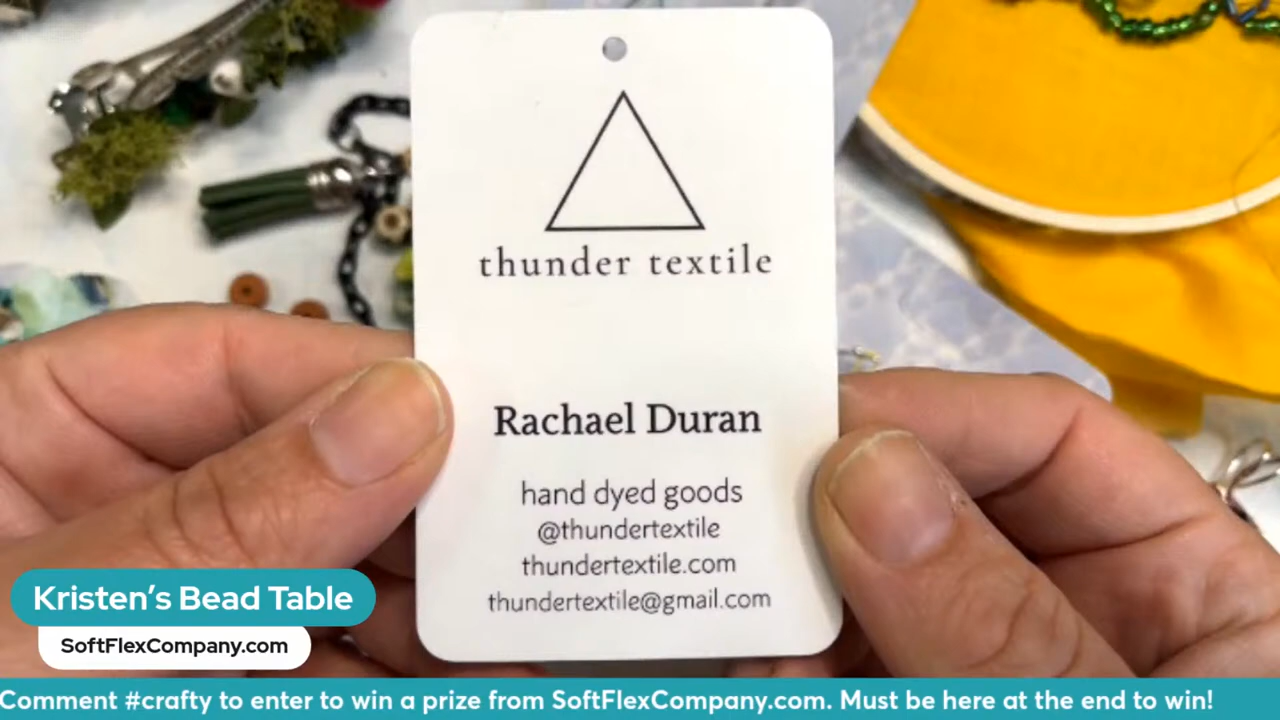 thunder textile
Rachael Duran
hand dyed goods
@thundertextile
thundertextile.com
thundertextile@gmail.com
Kristen's Bead Table
SoftFlexCompany.com
Comment #crafty to enter to win a prize from SoftFlexCompany.com. Must be here at the end to win!